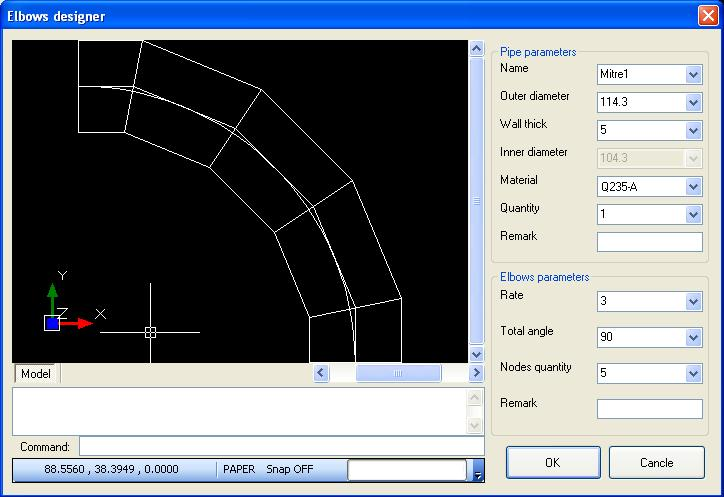 Elbows designer
Y
Z
X
Model
Command:
88.5560 , 38.3949 , 0.0000
PAPER
Snap OFF
Pipe parameters
Name
Mitre1
Outer diameter
114.3
Wall thick
5
Inner diameter
104.3
Material
Q235-A
Quantity
1
Remark
Elbows parameters
Rate
3
Total angle
90
Nodes quantity
5
Remark
OK
Cancle